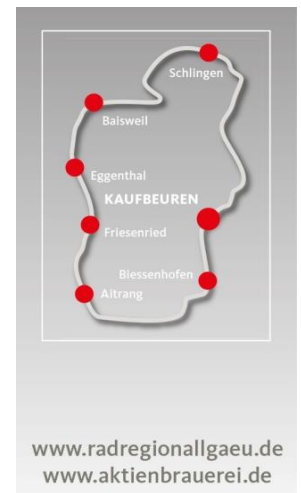 Schlingen
Baisweil
Eggenthal
KAUFBEUREN
Friesenried
Biessenhofen
Aitrang
www.radregionallgaeu.de
www.aktienbrauerei.de